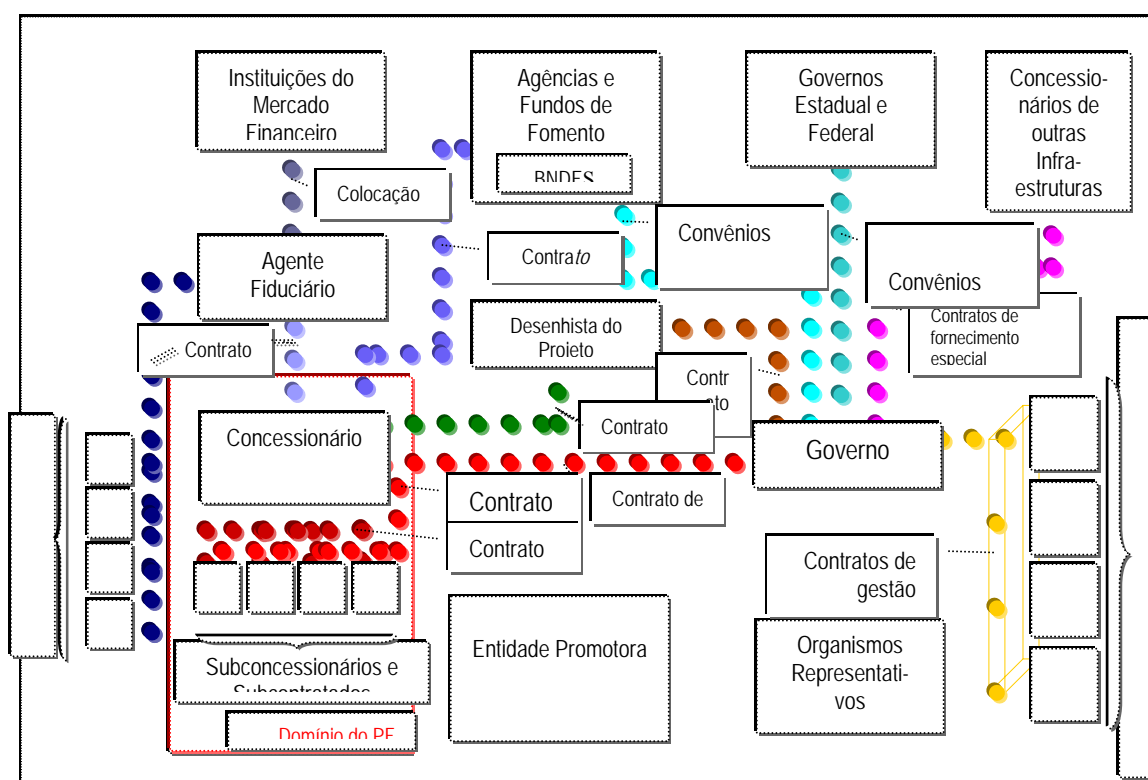 Instituições do
Mercado
Financeiro
Agências e
Fundos de
Fomento
BNDES
Governos
Estadual e
Federal
Concessio-
nários de
outras
Infra-
estruturas
Colocação
Convênios
Contrato
Convênios
Agente
Fiduciário
Contratos de
fornecimento
especial
Desenhista do
Projeto
Contrato
Contr
ato
Contrato
Concessionário
Governo
Contrato
Contrato de
Contrato
Contratos de
gestão
Entidade Promotora
Organismos
Representati-
vos
Subconcessionários e
Subcontratados
Domínio do PF